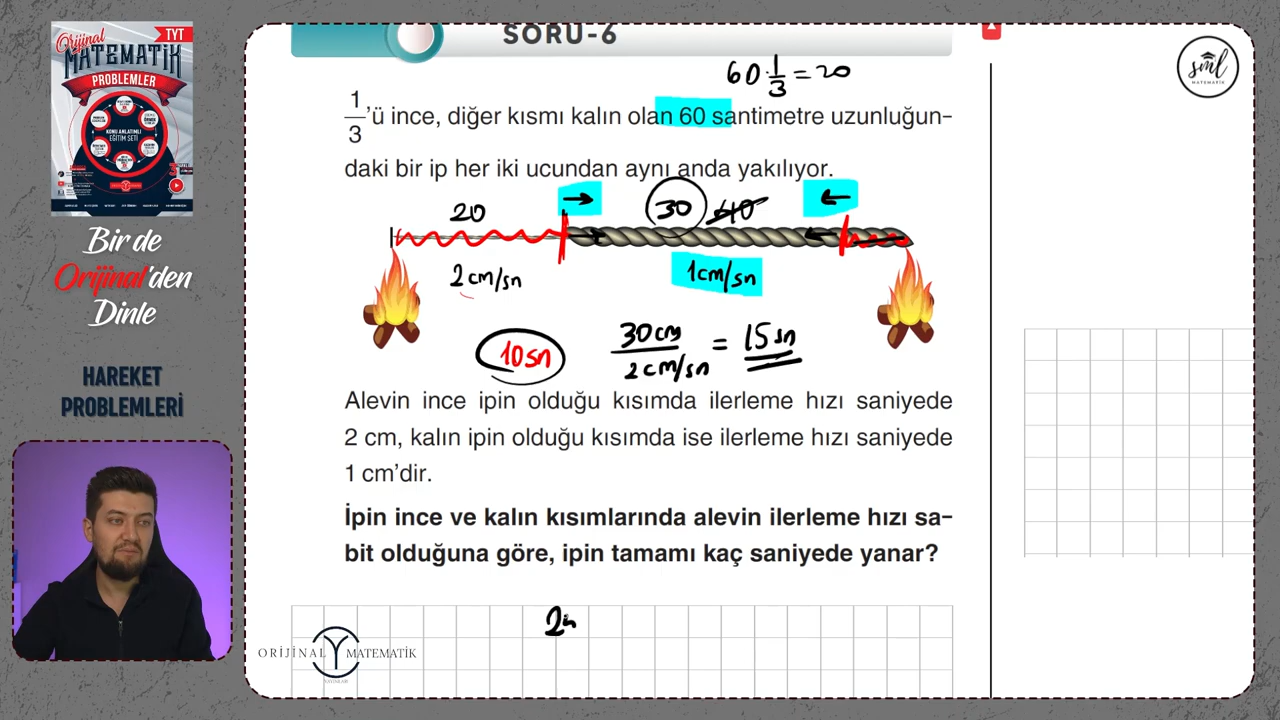 Orijinal
TYT
MATEMATİK
PROBLEMLER
KONU ANLATIMLI
EĞİTİM SETİ
Bir de
Orijinal'den
Dinle
HAREKET
PROBLEMLERİ
SORU-6
60·1/3=20
1/3'ü ince, diğer kısmı kalın olan 60 santimetre uzunluğun-
daki bir ip her iki ucundan aynı anda yakılıyor.
20
30
40
2cm/sn
1cm/sn
10sn
30cm/2cm/sn = 15sn
Alevin ince ipin olduğu kısımda ilerleme hızı saniyede
2 cm, kalın ipin olduğu kısımda ise ilerleme hızı saniyede
1 cm'dir.
İpin ince ve kalın kısımlarında alevin ilerleme hızı sa-
bit olduğuna göre, ipin tamamı kaç saniyede yanar?
ORİJİNAL MATEMATİK
YAYINLARI
sml
MATEMATİK